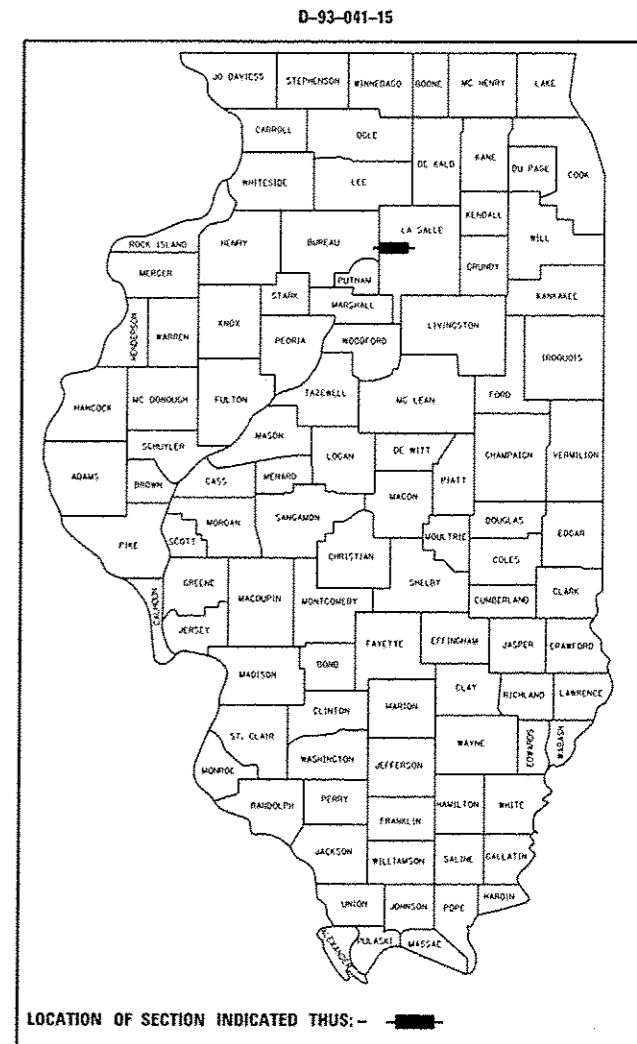 D-93-041-15
JO DAVIESS STEPHENSON WINNEBAGO BOONE MC HENRY LAKE
CARROLL OGLE
DE KALB KANE DU PAGE COOK
WHITESIDE LEE
KENDALL
LA SALLE WILL
ROCK ISLAND HENRY BUREAU
GRUNDY
MERCER PUTNAM
STARK KANKAKEE
MARSHALL
KNOX LIVINGSTON
HENDERSON WARREN PEORIA WOODFORD
IROQUOIS
TAZEWELL FORD
HANCOCK MC DONOUGH FULTON MC LEAN
MASON
SCHUYLER LOGAN DE WITT CHAMPAIGN VERMILION
ADAMS BROWN CASS MENARD PIATT
MACON
MORGAN SANGAMON DOUGLAS
PIKE SCOTT MOULTRIE EDGAR
CHRISTIAN COLES
GREENE SHELBY
MACOUPIN MONTGOMERY CUMBERLAND CLARK
CALHOUN JERSEY
FAYETTE EFFINGHAM JASPER CRAWFORD
BOND
MADISON CLAY
RICHLAND LAWRENCE
CLINTON MARION
ST. CLAIR WAYNE EDWARDS WABASH
WASHINGTON JEFFERSON
MONROE
RANDOLPH PERRY HAMILTON WHITE
FRANKLIN
JACKSON WILLIAMSON SALINE GALLATIN
HARDIN
UNION JOHNSON POPE
ALEXANDER PULASKI MASSAC
LOCATION OF SECTION INDICATED THUS:-